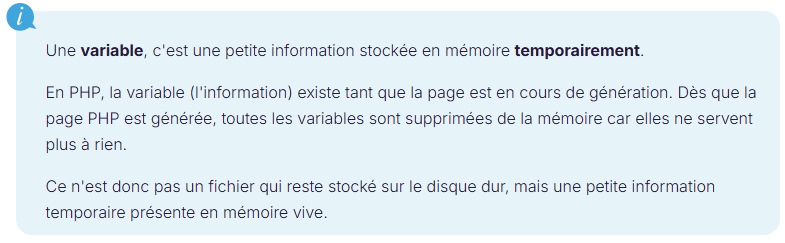 i
Une variable, c'est une petite information stockée en mémoire temporairement.
En PHP, la variable (l'information) existe tant que la page est en cours de génération. Dès que la
page PHP est générée, toutes les variables sont supprimées de la mémoire car elles ne servent
plus à rien.
Ce n'est donc pas un fichier qui reste stocké sur le disque dur, mais une petite information
temporaire présente en mémoire vive.